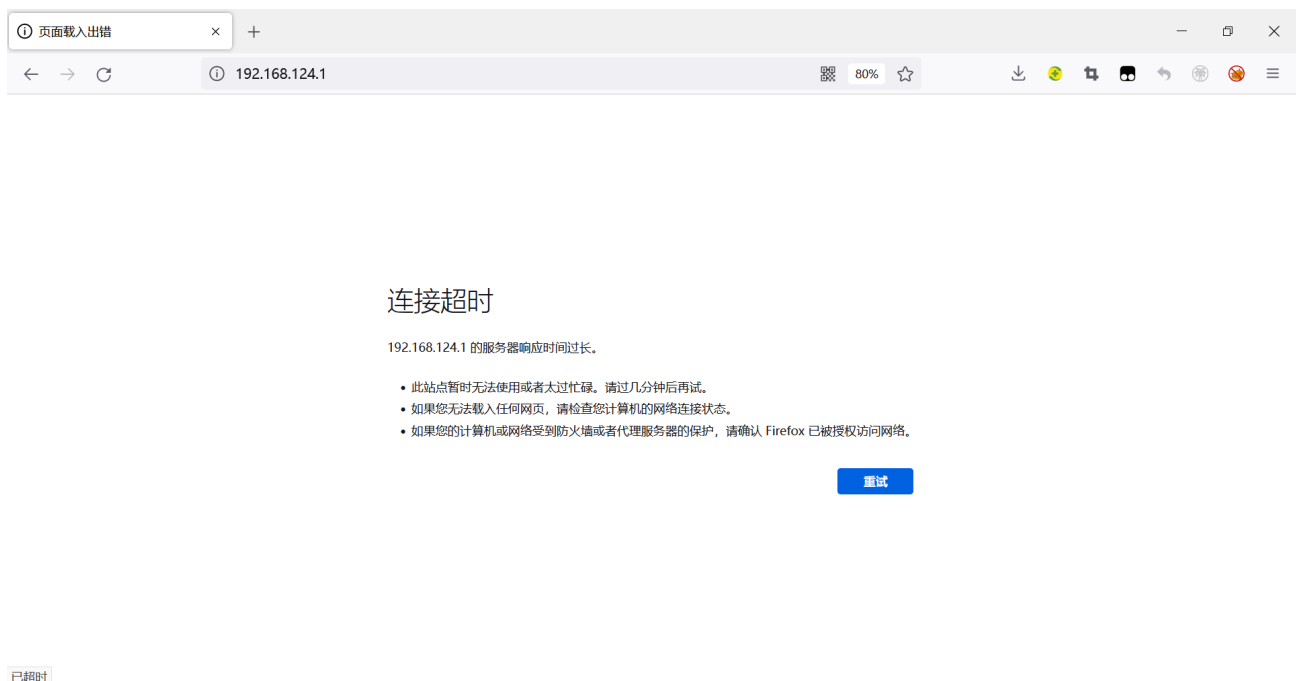 页面载入出错
192.168.124.1
80%
连接超时
192.168.124.1 的服务器响应时间过长。
此站点暂时无法使用或者太过忙碌。请过几分钟后再试。
如果您无法载入任何网页，请检查您计算机的网络连接状态。
如果您的计算机或网络受到防火墙或者代理服务器的保护，请确认 Firefox 已被授权访问网络。
重试
已超时